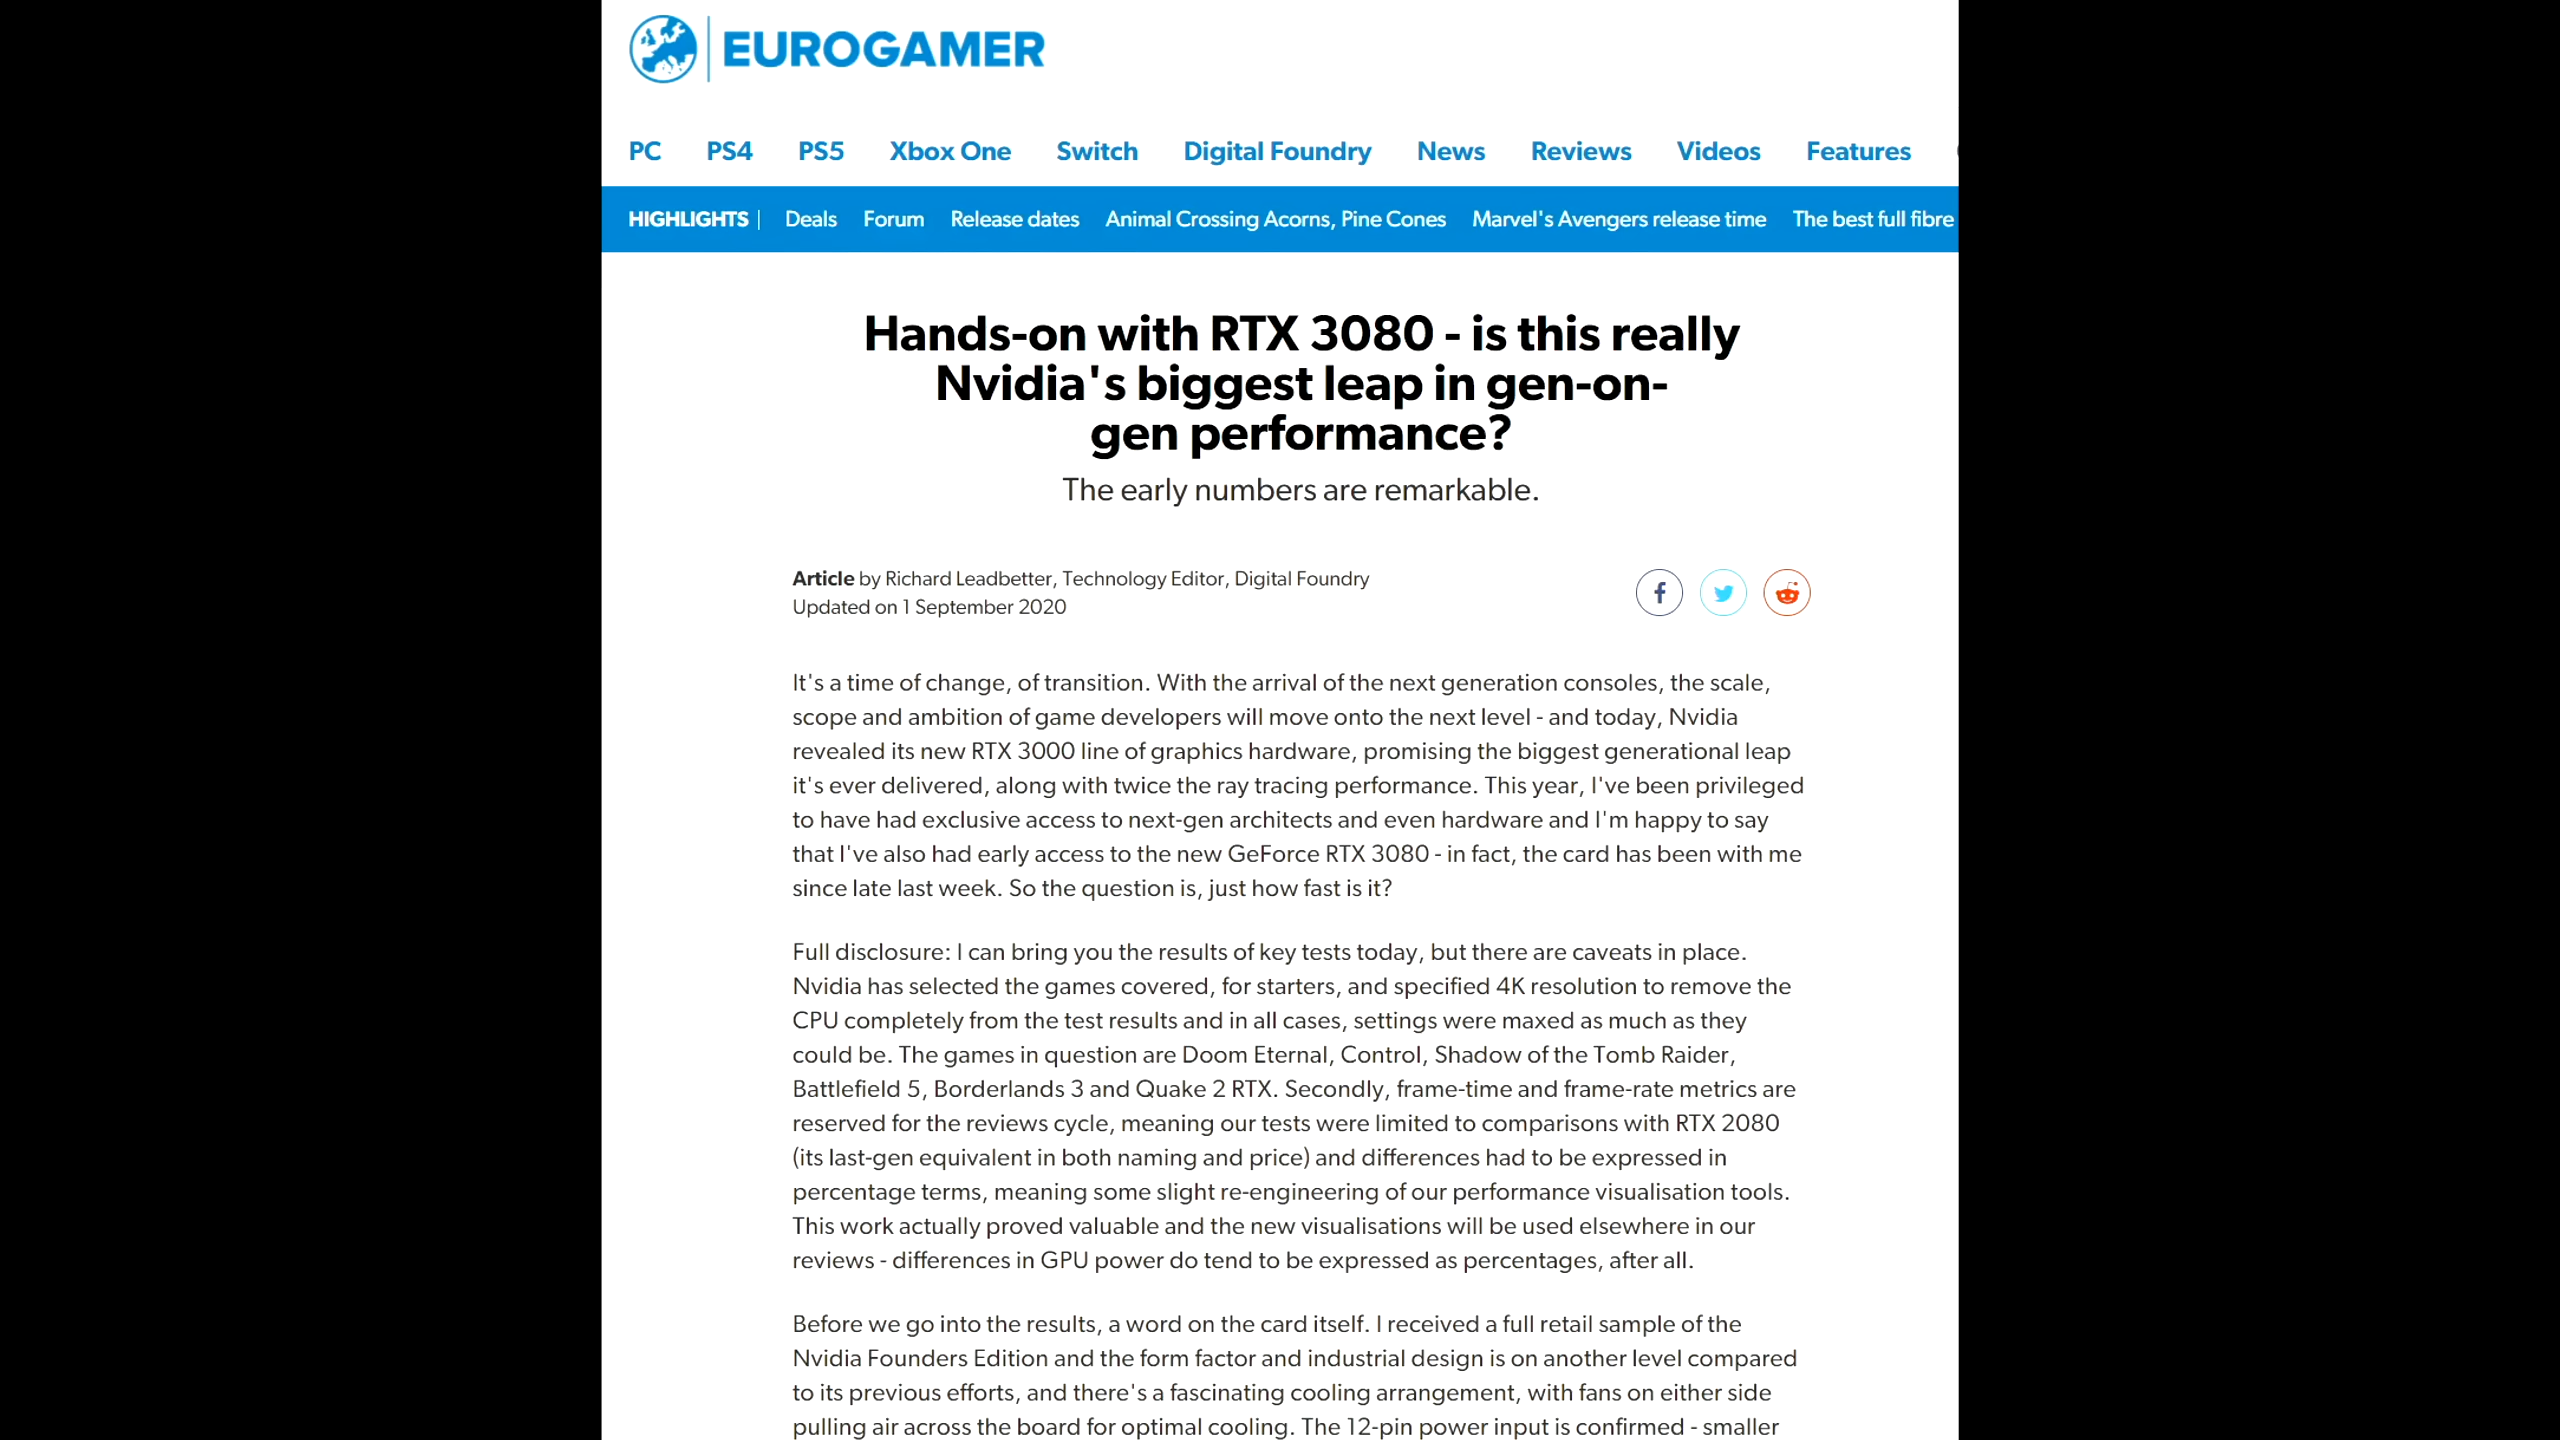 EUROGAMER
PC PS4 PS5 Xbox One Switch Digital Foundry News Reviews Videos Features
HIGHLIGHTS | Deals Forum Release dates Animal Crossing Acorns, Pine Cones Marvel's Avengers release time The best full fibre
Hands-on with RTX 3080 - is this really
Nvidia's biggest leap in gen-on-
gen performance?
The early numbers are remarkable.
Article by Richard Leadbetter, Technology Editor, Digital Foundry
Updated on 1 September 2020
It's a time of change, of transition. With the arrival of the next generation consoles, the scale,
scope and ambition of game developers will move onto the next level - and today, Nvidia
revealed its new RTX 3000 line of graphics hardware, promising the biggest generational leap
it's ever delivered, along with twice the ray tracing performance. This year, I've been privileged
to have had exclusive access to next-gen architects and even hardware and I'm happy to say
that I've also had early access to the new GeForce RTX 3080 - in fact, the card has been with me
since late last week. So the question is, just how fast is it?
Full disclosure: I can bring you the results of key tests today, but there are caveats in place.
Nvidia has selected the games covered, for starters, and specified 4K resolution to remove the
CPU completely from the test results and in all cases, settings were maxed as much as they
could be. The games in question are Doom Eternal, Control, Shadow of the Tomb Raider,
Battlefield 5, Borderlands 3 and Quake 2 RTX. Secondly, frame-time and frame-rate metrics are
reserved for the reviews cycle, meaning our tests were limited to comparisons with RTX 2080
(its last-gen equivalent in both naming and price) and differences had to be expressed in
percentage terms, meaning some slight re-engineering of our performance visualisation tools.
This work actually proved valuable and the new visualisations will be used elsewhere in our
reviews - differences in GPU power do tend to be expressed as percentages, after all.
Before we go into the results, a word on the card itself. I received a full retail sample of the
Nvidia Founders Edition and the form factor and industrial design is on another level compared
to its previous efforts, and there's a fascinating cooling arrangement, with fans on either side
pulling air across the board for optimal cooling. The 12-pin power input is confirmed - smaller